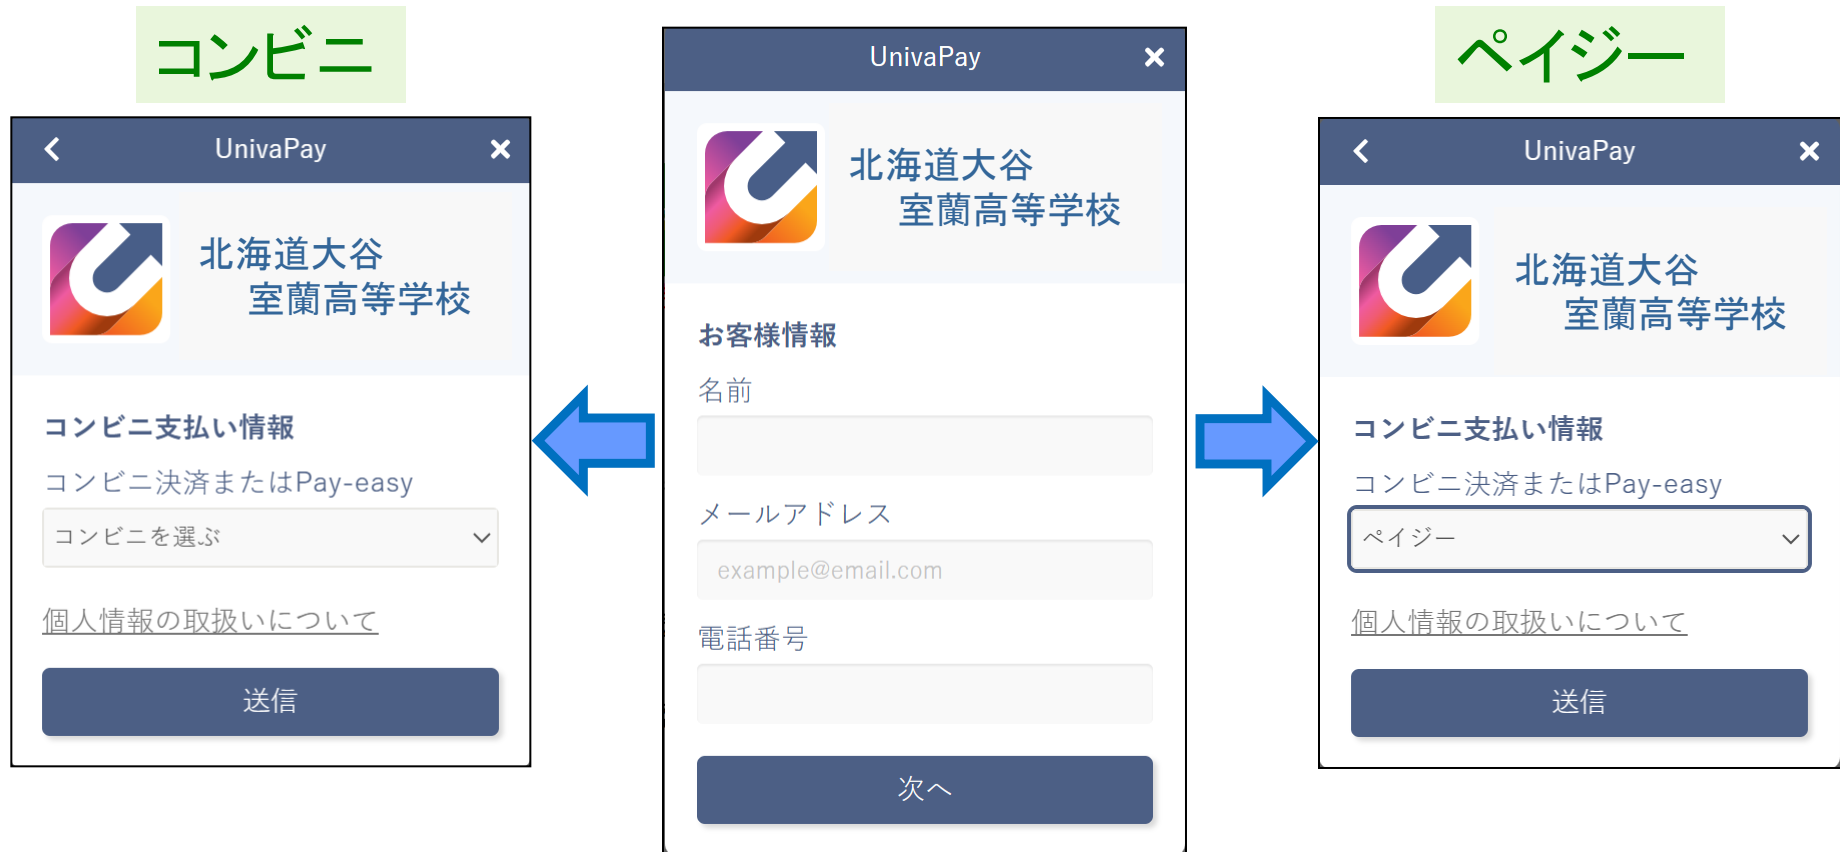 コンビニ
UnivaPay
北海道大谷
室蘭高等学校
コンビニ支払い情報
コンビニ決済またはPay-easy
コンビニを選ぶ
個人情報の取扱いについて
送信
UnivaPay
北海道大谷
室蘭高等学校
お客様情報
名前
メールアドレス
example@email.com
電話番号
次へ
ペイジー
UnivaPay
北海道大谷
室蘭高等学校
コンビニ支払い情報
コンビニ決済またはPay-easy
ペイジー
個人情報の取扱いについて
送信